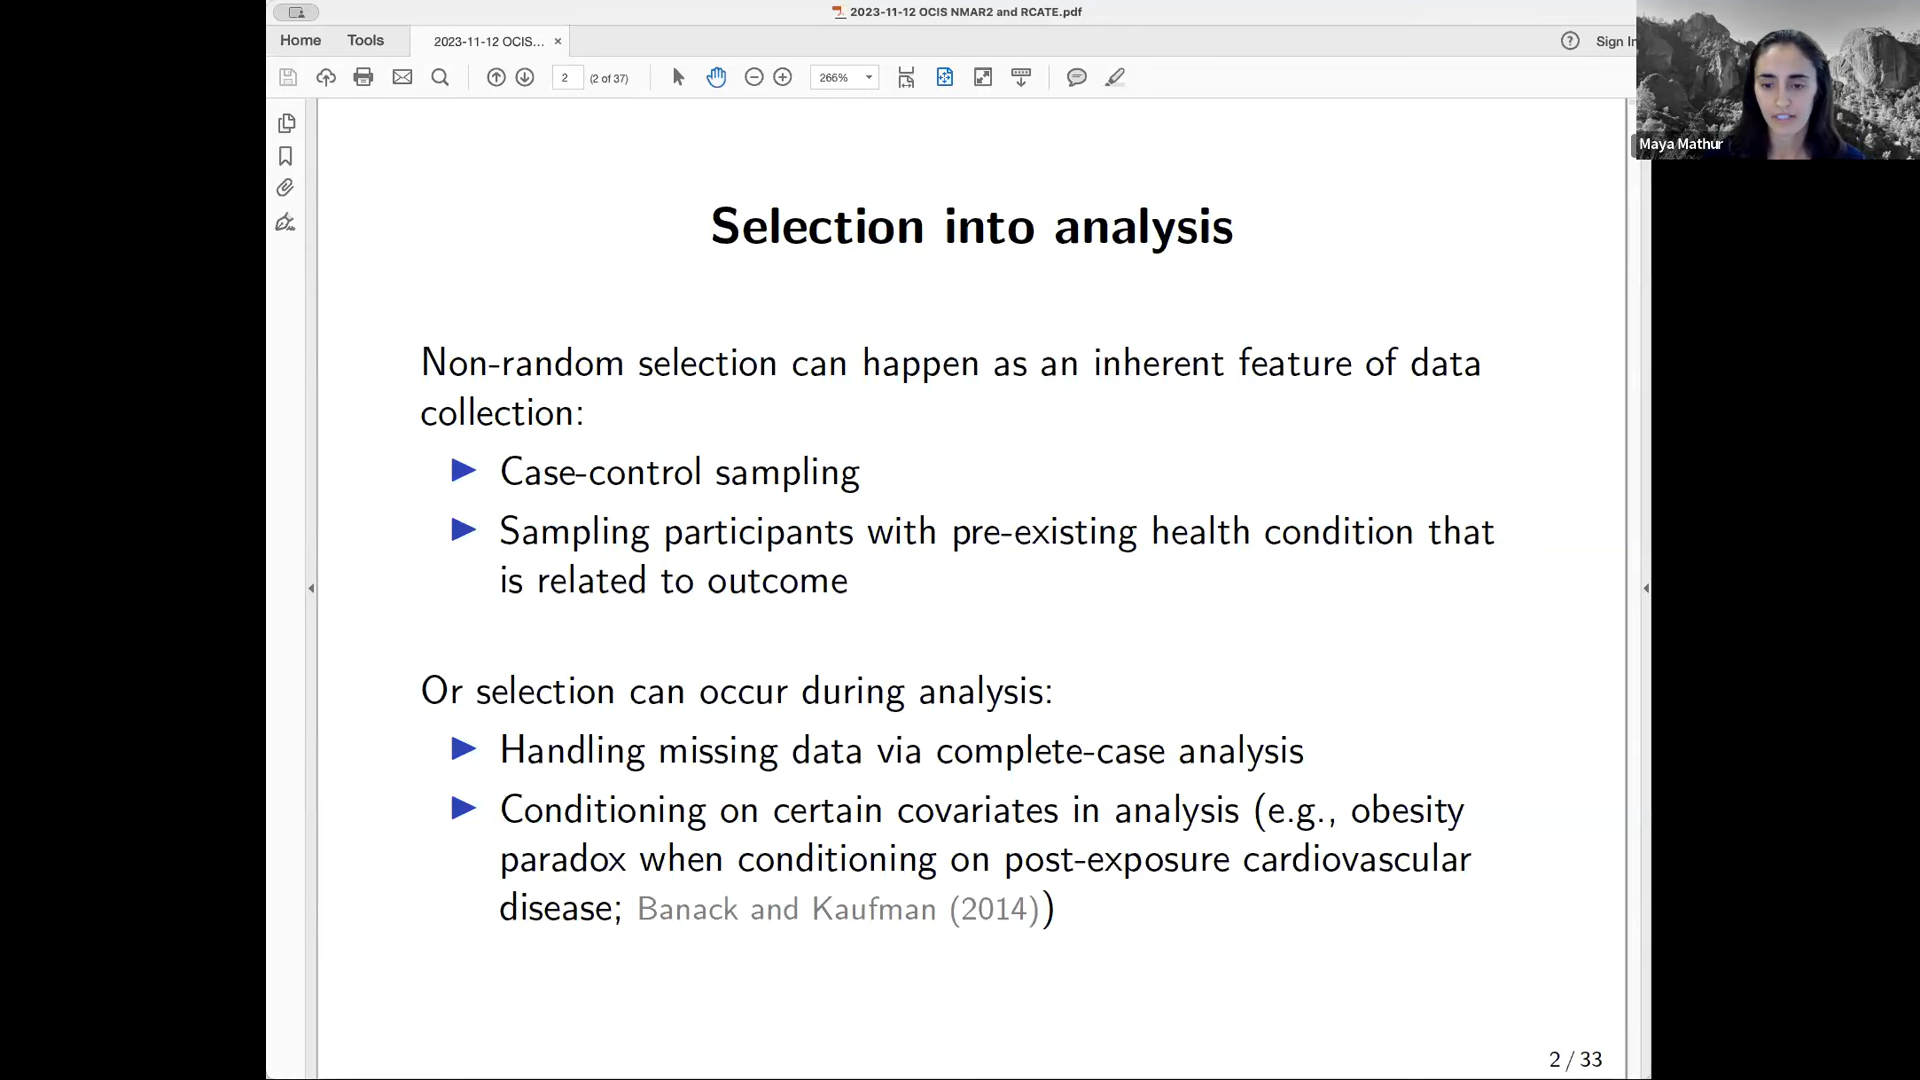 2023-11-12 OCIS NMAR2 and RCATE.pdf
Home Tools 2023-11-12 OCIS... × Sign In
2 (2 of 37) 266%
Maya Mathur
Selection into analysis
Non-random selection can happen as an inherent feature of data
collection:
Case-control sampling
Sampling participants with pre-existing health condition that
is related to outcome
Or selection can occur during analysis:
Handling missing data via complete-case analysis
Conditioning on certain covariates in analysis (e.g., obesity
paradox when conditioning on post-exposure cardiovascular
disease; Banack and Kaufman (2014))
2 / 33